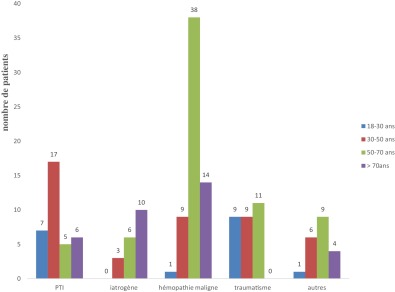 nombre de patients
40
35
30
25
20
15
10
5
0
7 17 5 6
0 3 6 10
1 9 38 14
9 9 11 0
1 6 9 4
PTI iatrogène hémopathie maligne traumatisme autres
18-30 ans
30-50 ans
50-70 ans
> 70ans